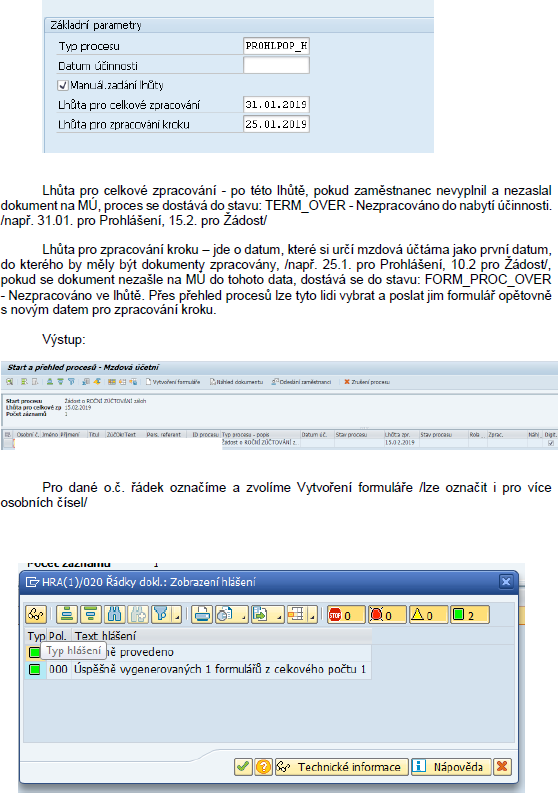 Základní parametry
Typ procesu PROHLPOP_H
Datum účinnosti
Manuál.zadání lhůty
Lhůta pro celkové zpracování 31.01.2019
Lhůta pro zpracování kroku 25.01.2019
Lhůta pro celkové zpracování - po této lhůtě, pokud zaměstnanec nevyplnil a nezaslal
dokument na MÚ, proces se dostává do stavu: TERM_OVER - Nezpracováno do nabytí účinnosti.
/např. 31.01. pro Prohlášení, 15.2. pro Žádost/
Lhůta pro zpracování kroku – jde o datum, které si určí mzdová účtárna jako první datum,
do kterého by měly být dokumenty zpracovány, /např. 25.1. pro Prohlášení, 10.2 pro Žádost/,
pokud se dokument nezašle na MÚ do tohoto data, dostává se do stavu: FORM_PROC_OVER
- Nezpracováno ve lhůtě. Přes přehled procesů lze tyto lidi vybrat a poslat jim formulář opětovně
s novým datem pro zpracování kroku.
Výstup:
Start a přehled procesů - Mzdová účetní
Vytvoření formuláře Náhled dokumentu Odeslání zaměstnanci Zrušení procesu
Start procesu Žádost o ROČNÍ ZÚČTOVÁNÍ záloh
Lhůta pro celkové zp 15.02.2019
Počet záznamů 1
Osobní č. Jméno Příjmení Titul ZúčOk/Text Pers. referent ID procesu Typ procesu - popis Datum úč. Stav procesu Lhůta zpr. Stav procesu Rola Zprac. Náhl Digit.
Žádost o ROČNÍ ZÚČTOVÁNÍ z... 15.02.2019
Pro dané o.č. řádek označíme a zvolíme Vytvoření formuláře /lze označit i pro více
osobních čísel/
Počet záznamů 1
HRA(1)/020 Řádky dokl.: Zobrazení hlášení
STOP 0 0 0 2
Typ Pol. Text hlášení
Typ hlášení ně provedeno
000 Úspěšně vygenerovaných 1 formulářů z celkového počtu 1
Technické informace Nápověda